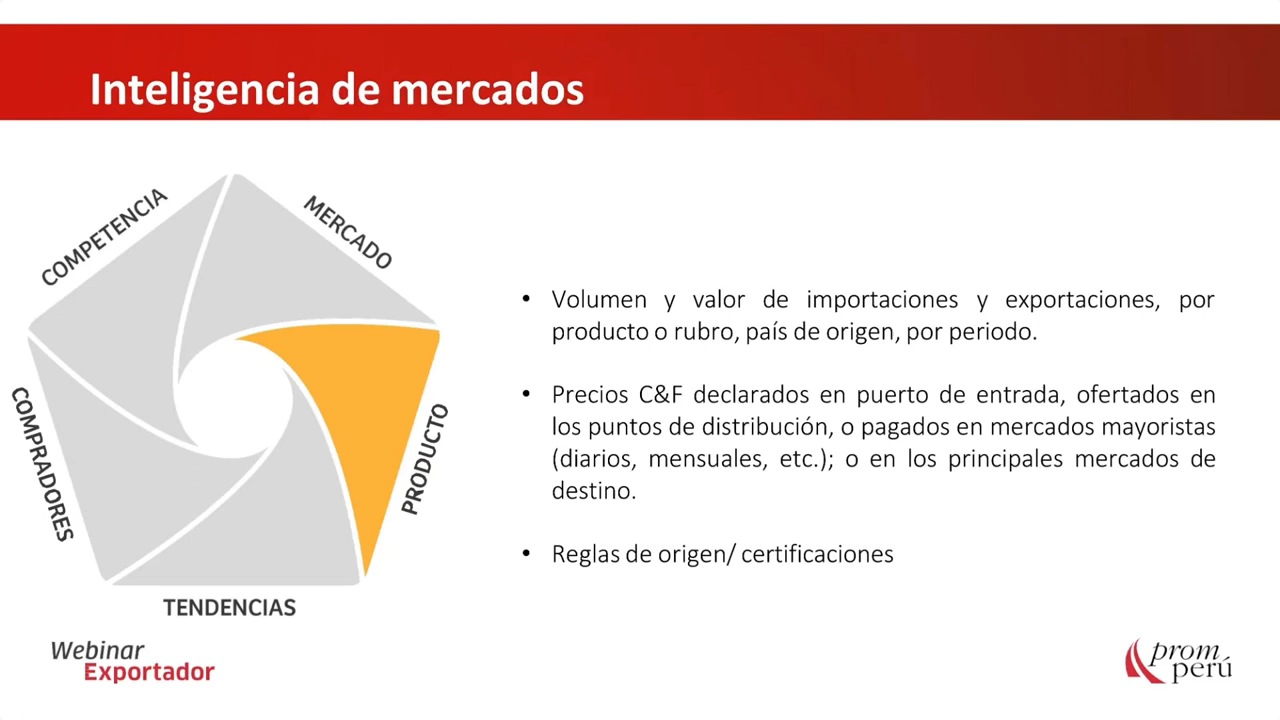 Inteligencia de mercados
COMPETENCIA
MERCADO
COMPRADORES
PRODUCTO
TENDENCIAS
• Volumen y valor de importaciones y exportaciones, por
producto o rubro, país de origen, por periodo.
• Precios C&F declarados en puerto de entrada, ofertados en
los puntos de distribución, o pagados en mercados mayoristas
(diarios, mensuales, etc.); o en los principales mercados de
destino.
• Reglas de origen/ certificaciones
Webinar
Exportador
prom
perú